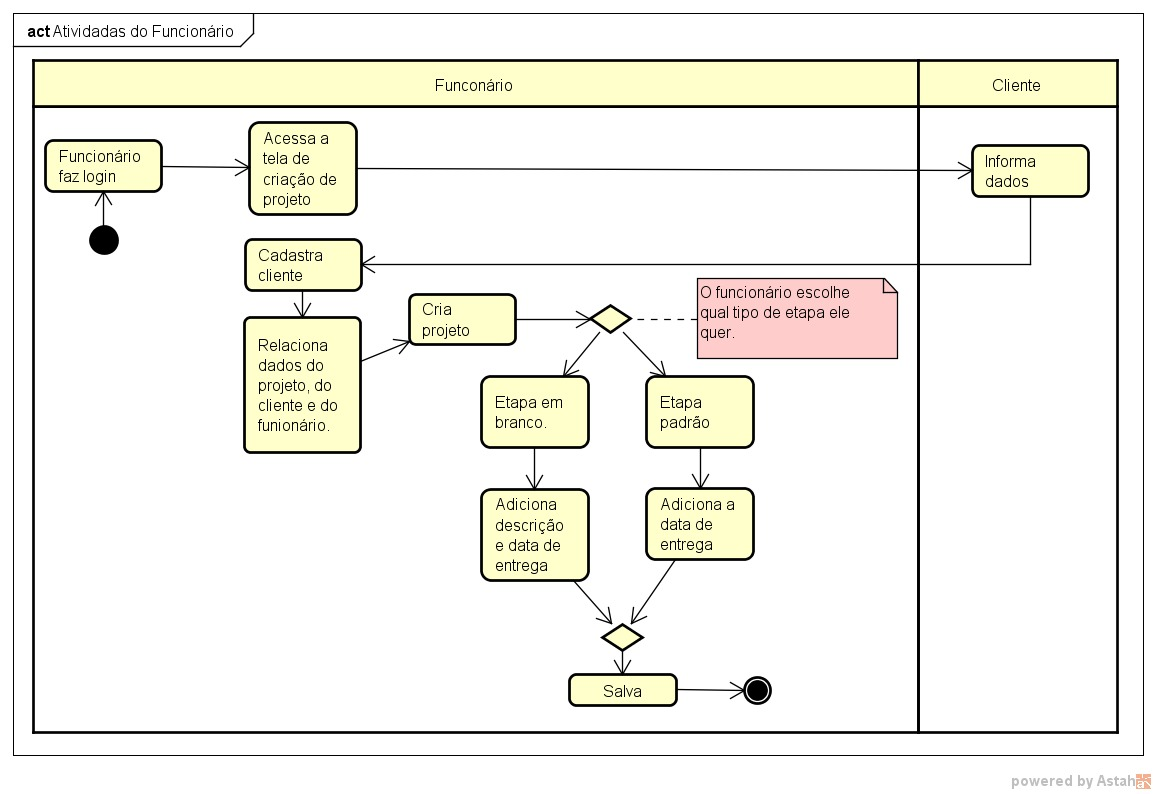 act Atividadas do Funcionário
Funconário
Cliente
Funcionário
faz login
Acessa a
tela de
criação de
projeto
Informa
dados
Cadastra
cliente
Relaciona
dados do
projeto, do
cliente e do
funionário.
Cria
projeto
O funcionário escolhe
qual tipo de etapa ele
quer.
Etapa em
branco.
Etapa
padrão
Adiciona
descrição
e data de
entrega
Adiciona a
data de
entrega
Salva
powered by Astah